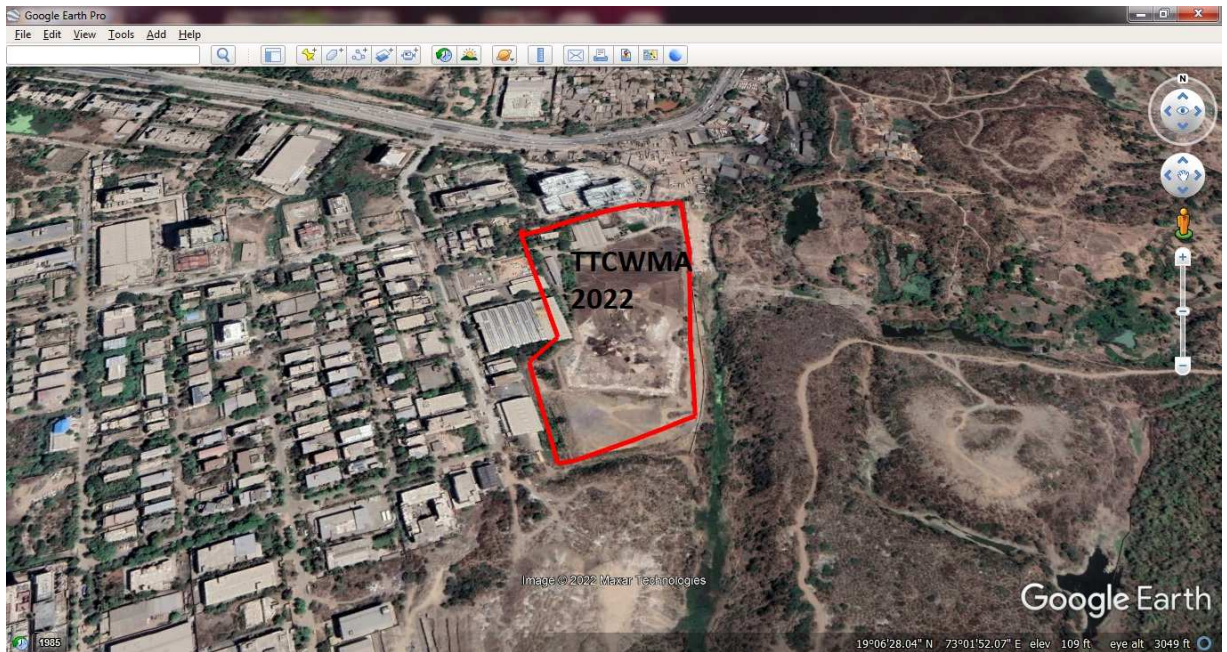 Google Earth Pro
File Edit View Tools Add Help
N
TTCWMA
2022
Image © 2022 Maxar Technologies
Google Earth
1985
19°06'28.04" N 73°01'52.07" E elev 109 ft eye alt 3049 ft